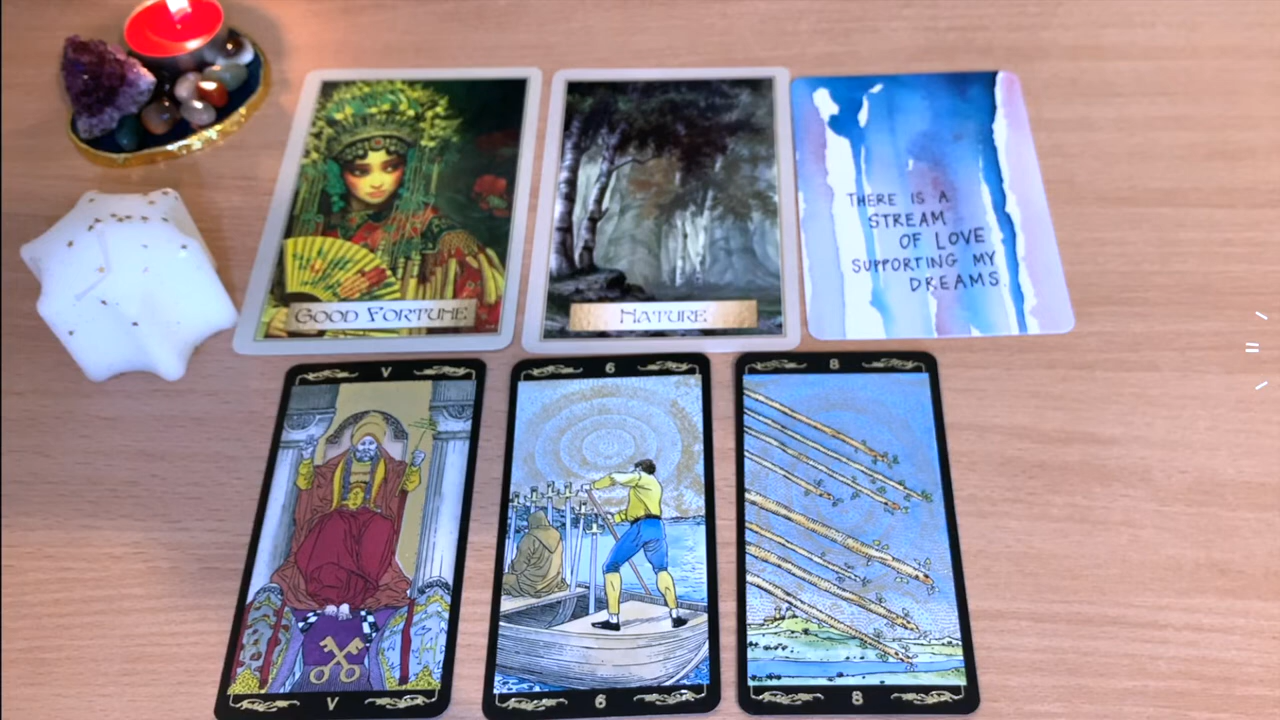 GOOD FORTUNE
NATURE
THERE IS A
STREAM
OF LOVE
SUPPORTING MY
DREAMS.
V
6
8
V
6
8